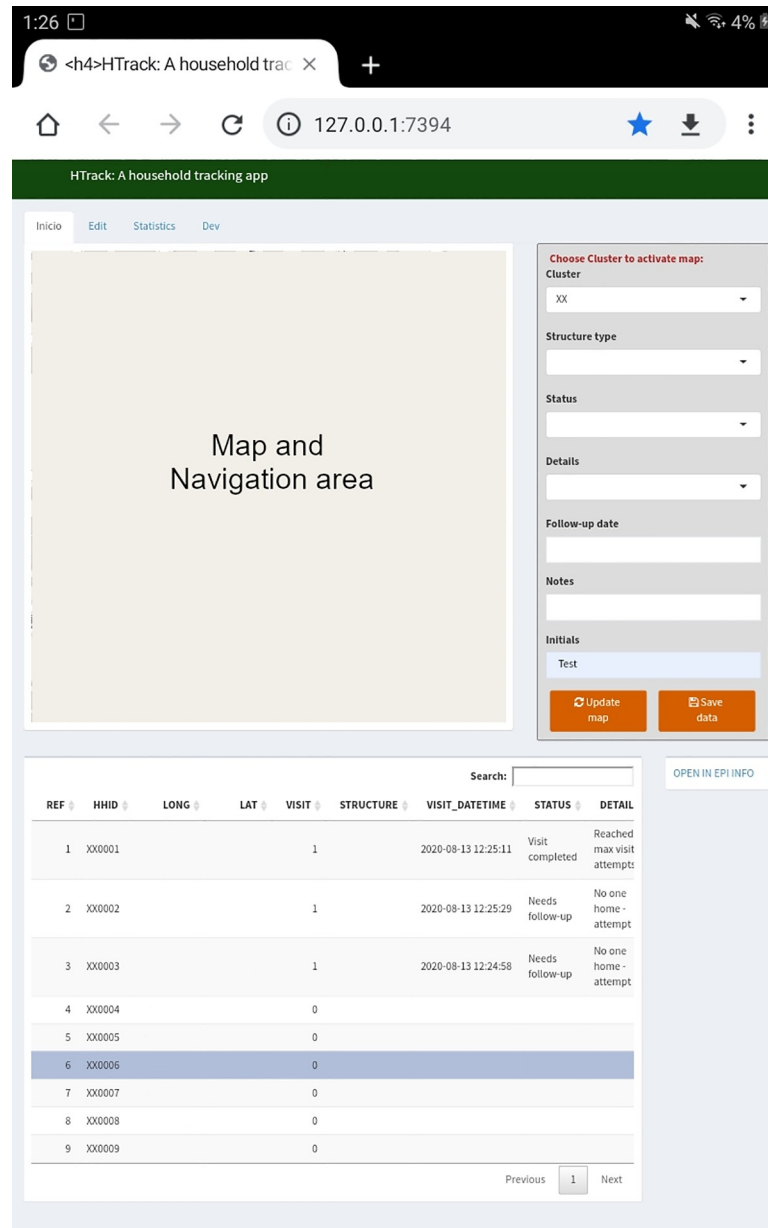 1:26 4%
<h4>HTrack: A household trac
127.0.0.1:7394
HTrack: A household tracking app
Inicio Edit Statistics Dev
Map and
Navigation area
Choose Cluster to activate map:
Cluster
XX
Structure type
Status
Details
Follow-up date
Notes
Initials
Test
Update map
Save data
Search:
OPEN IN EPI INFO
REF HHID LONG LAT VISIT STRUCTURE VISIT_DATETIME STATUS DETAIL
1 XX0001 1 2020-08-13 12:25:11 Visit completed Reached max visit attempts
2 XX0002 1 2020-08-13 12:25:29 Needs follow-up No one home - attempt
3 XX0003 1 2020-08-13 12:24:58 Needs follow-up No one home - attempt
4 XX0004 0
5 XX0005 0
6 XX0006 0
7 XX0007 0
8 XX0008 0
9 XX0009 0
Previous 1 Next